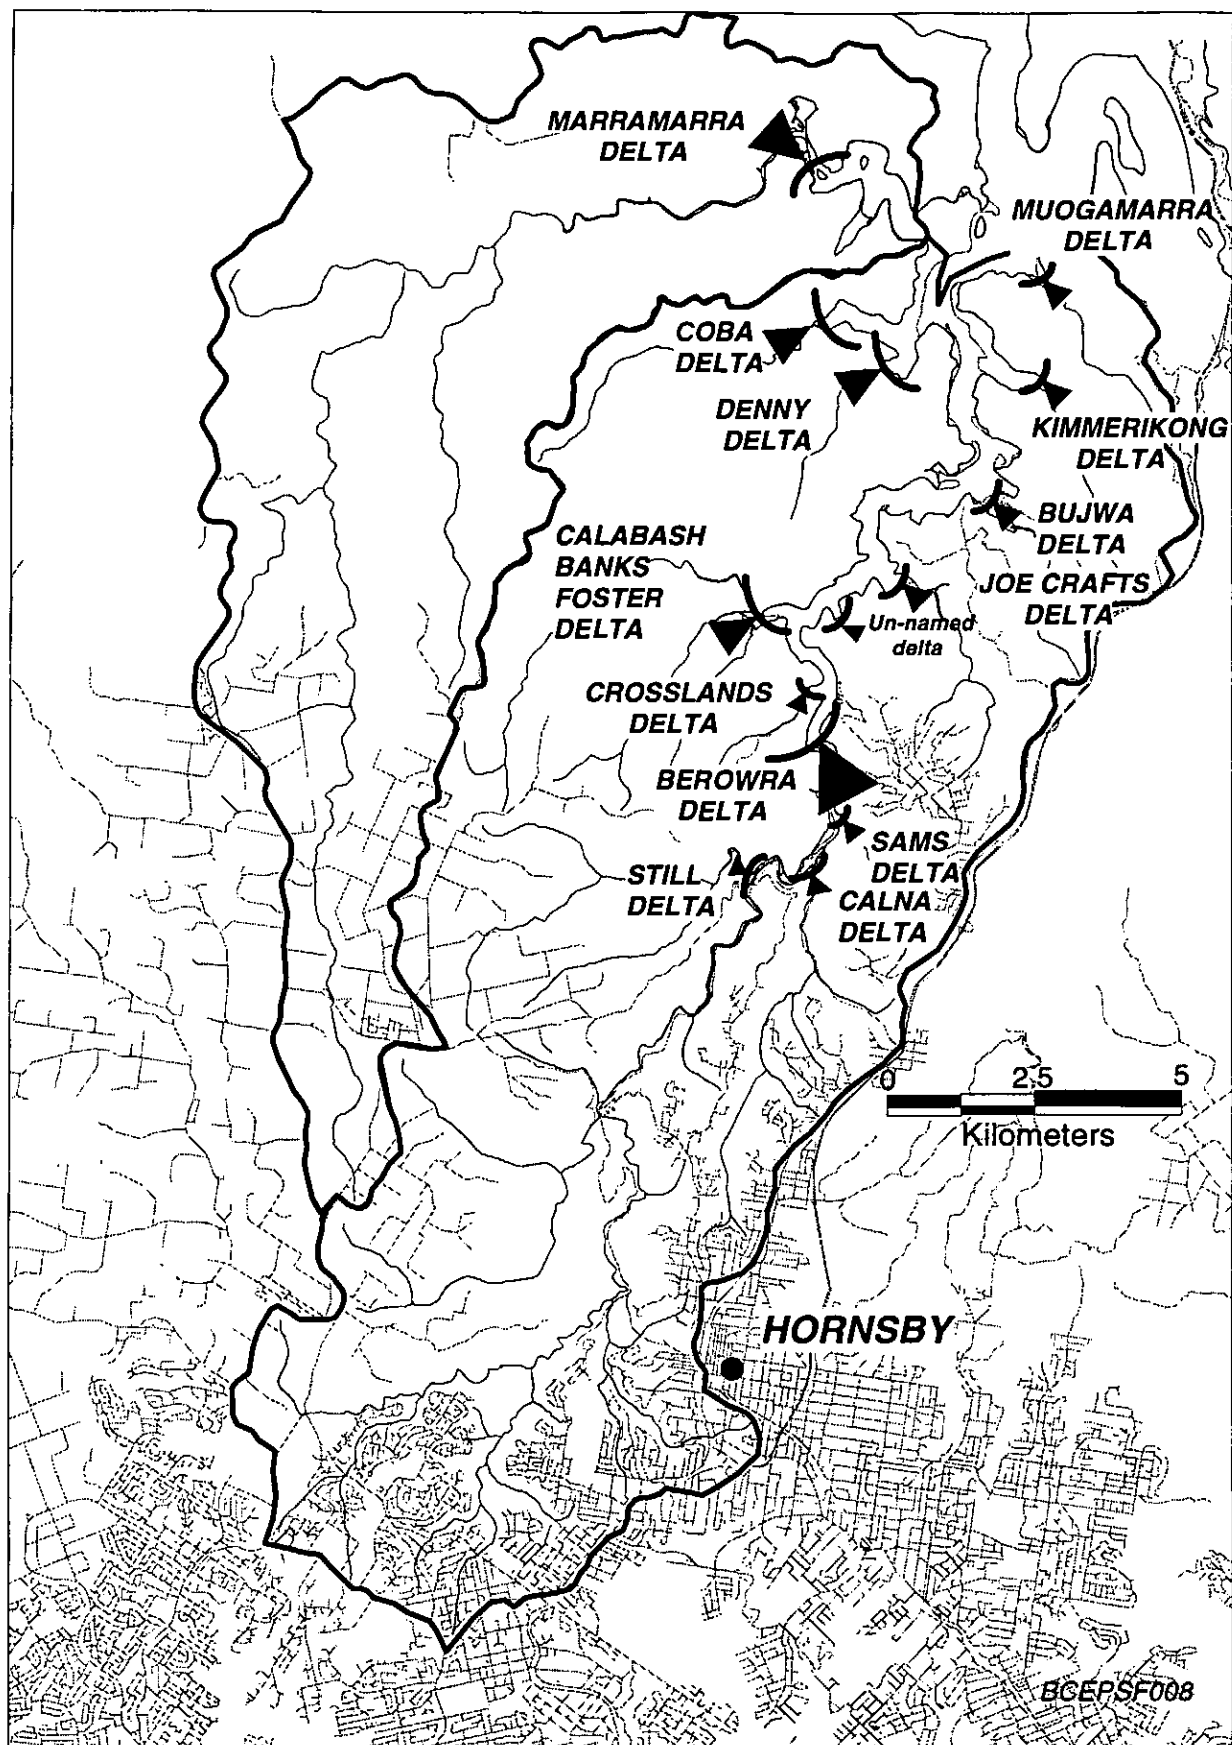 MARRAMARRA
DELTA
MUOGAMARRA
DELTA
COBA
DELTA
DENNY
DELTA
KIMMERIKONG
DELTA
BUJWA
DELTA
CALABASH
BANKS
FOSTER
DELTA
JOE CRAFTS
DELTA
Un-named
delta
CROSSLANDS
DELTA
BEROWRA
DELTA
SAMS
DELTA
STILL
DELTA
CALNA
DELTA
0 2.5 5
Kilometers
HORNSBY
BCEPSF008